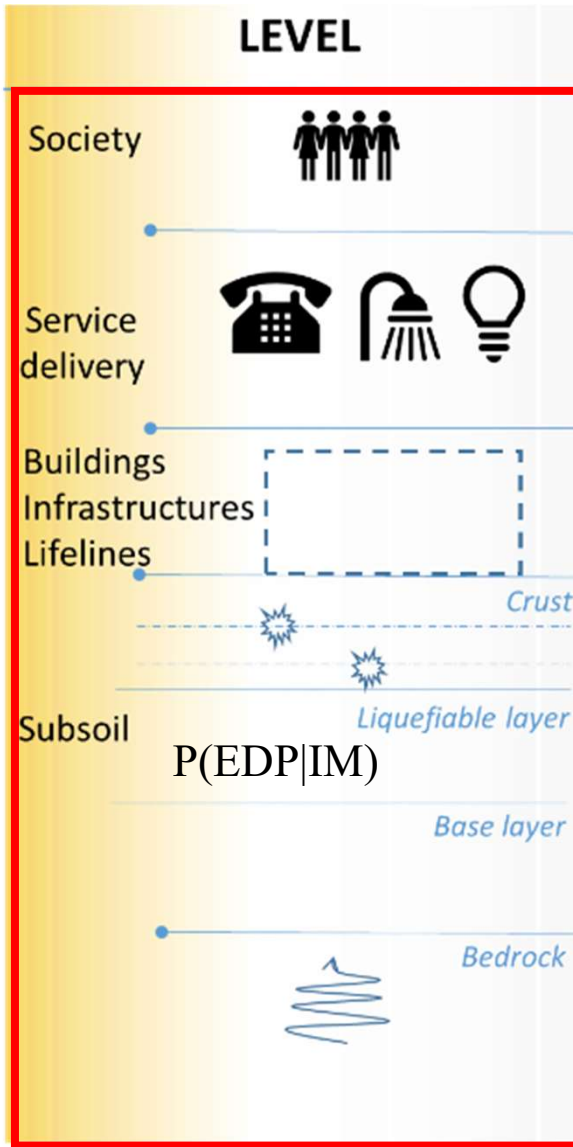 LEVEL
Society
Service
delivery
Buildings
Infrastructures
Lifelines
Crust
Liquefiable layer
Subsoil
P(EDP|IM)
Base layer
Bedrock